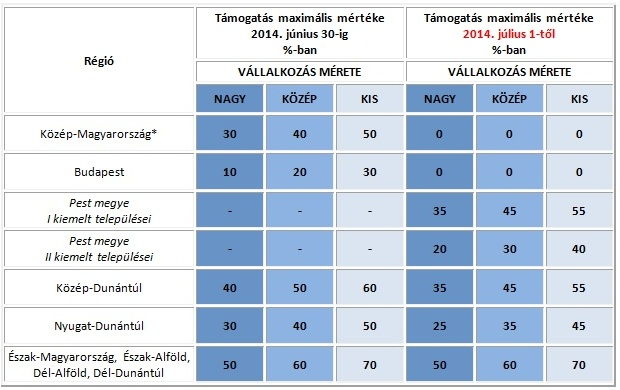 Régió
Támogatás maximális mértéke
2014. június 30-ig
%-ban
Támogatás maximális mértéke
2014. július 1-től
%-ban
VÁLLALKOZÁS MÉRETE
VÁLLALKOZÁS MÉRETE
NAGY KÖZÉP KIS NAGY KÖZÉP KIS
Közép-Magyarország* 30 40 50 0 0 0
Budapest 10 20 30 0 0 0
Pest megye
I kiemelt települései - - - 35 45 55
Pest megye
II kiemelt települései - - - 20 30 40
Közép-Dunántúl 40 50 60 35 45 55
Nyugat-Dunántúl 30 40 50 25 35 45
Észak-Magyarország, Észak-Alföld,
Dél-Alföld, Dél-Dunántúl 50 60 70 50 60 70